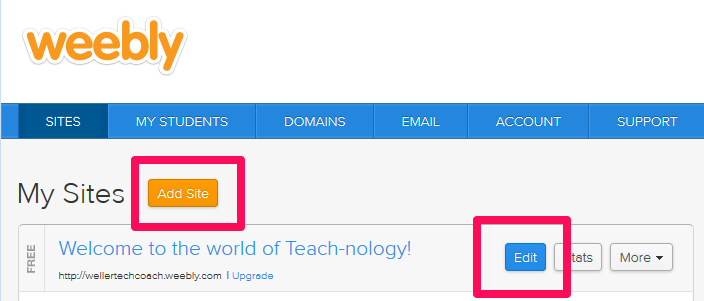 weebly
SITES MY STUDENTS DOMAINS EMAIL ACCOUNT SUPPORT
My Sites Add Site
FREE
Welcome to the world of Teach-nology!
Edit tats More
http://wellertechcoach.weebly.com | Upgrade